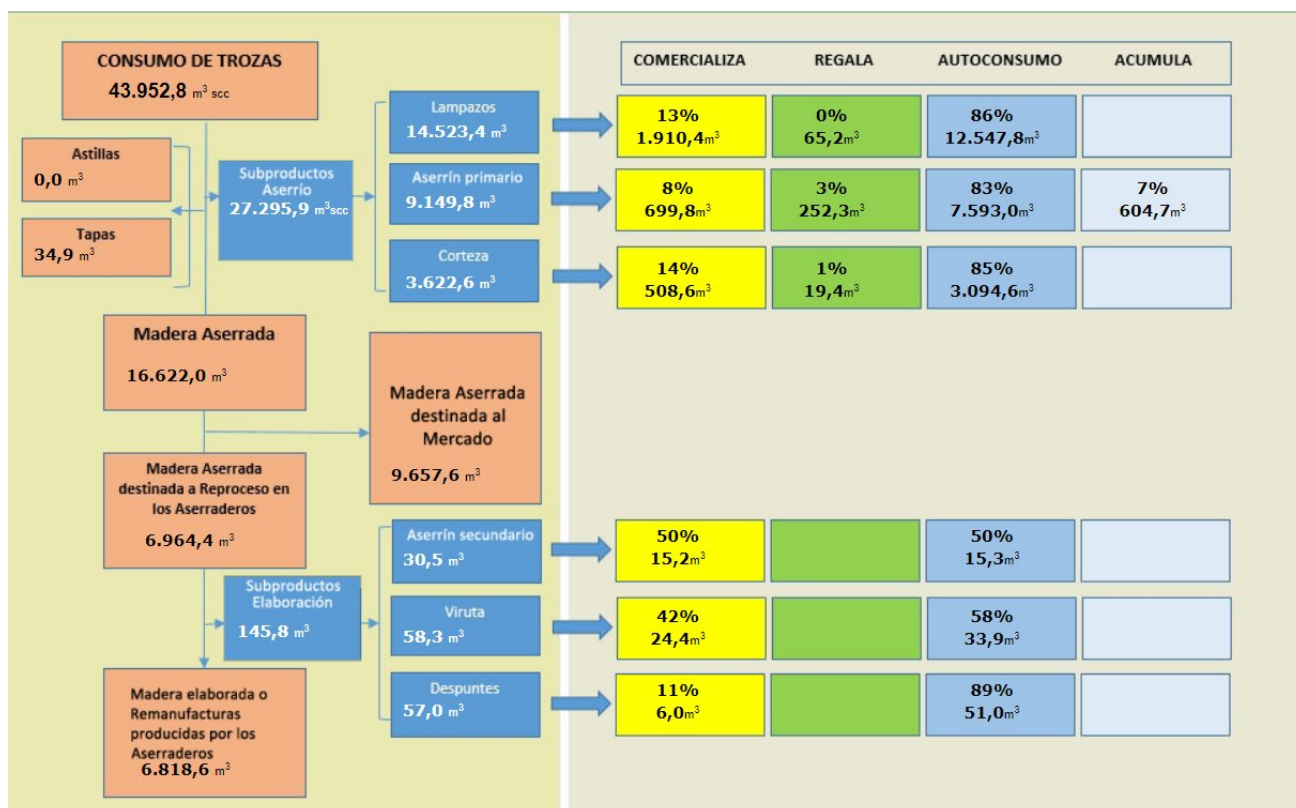 CONSUMO DE TROZAS
43.952,8 m³ scc
Astillas
0,0 m³
Tapas
34,9 m³
Subproductos
Aserrío
27.295,9 m³scc
Lampazos
14.523,4 m³
Aserrín primario
9.149,8 m³
Corteza
3.622,6 m³
Madera Aserrada
16.622,0 m³
Madera Aserrada
destinada al
Mercado
9.657,6 m³
Madera Aserrada
destinada a Reproceso en
los Aserraderos
6.964,4 m³
Subproductos
Elaboración
145,8 m³
Aserrín secundario
30,5 m³
Viruta
58,3 m³
Despuntes
57,0 m³
Madera elaborada o
Remanufacturas
producidas por los
Aserraderos
6.818,6 m³
COMERCIALIZA REGALA AUTOCONSUMO ACUMULA
13% 0% 86%
1.910,4m³ 65,2m³ 12.547,8m³
8% 3% 83% 7%
699,8m³ 252,3m³ 7.593,0m³ 604,7m³
14% 1% 85%
508,6m³ 19,4m³ 3.094,6m³
50% 50%
15,2m³ 15,3m³
42% 58%
24,4m³ 33,9m³
11% 89%
6,0m³ 51,0m³